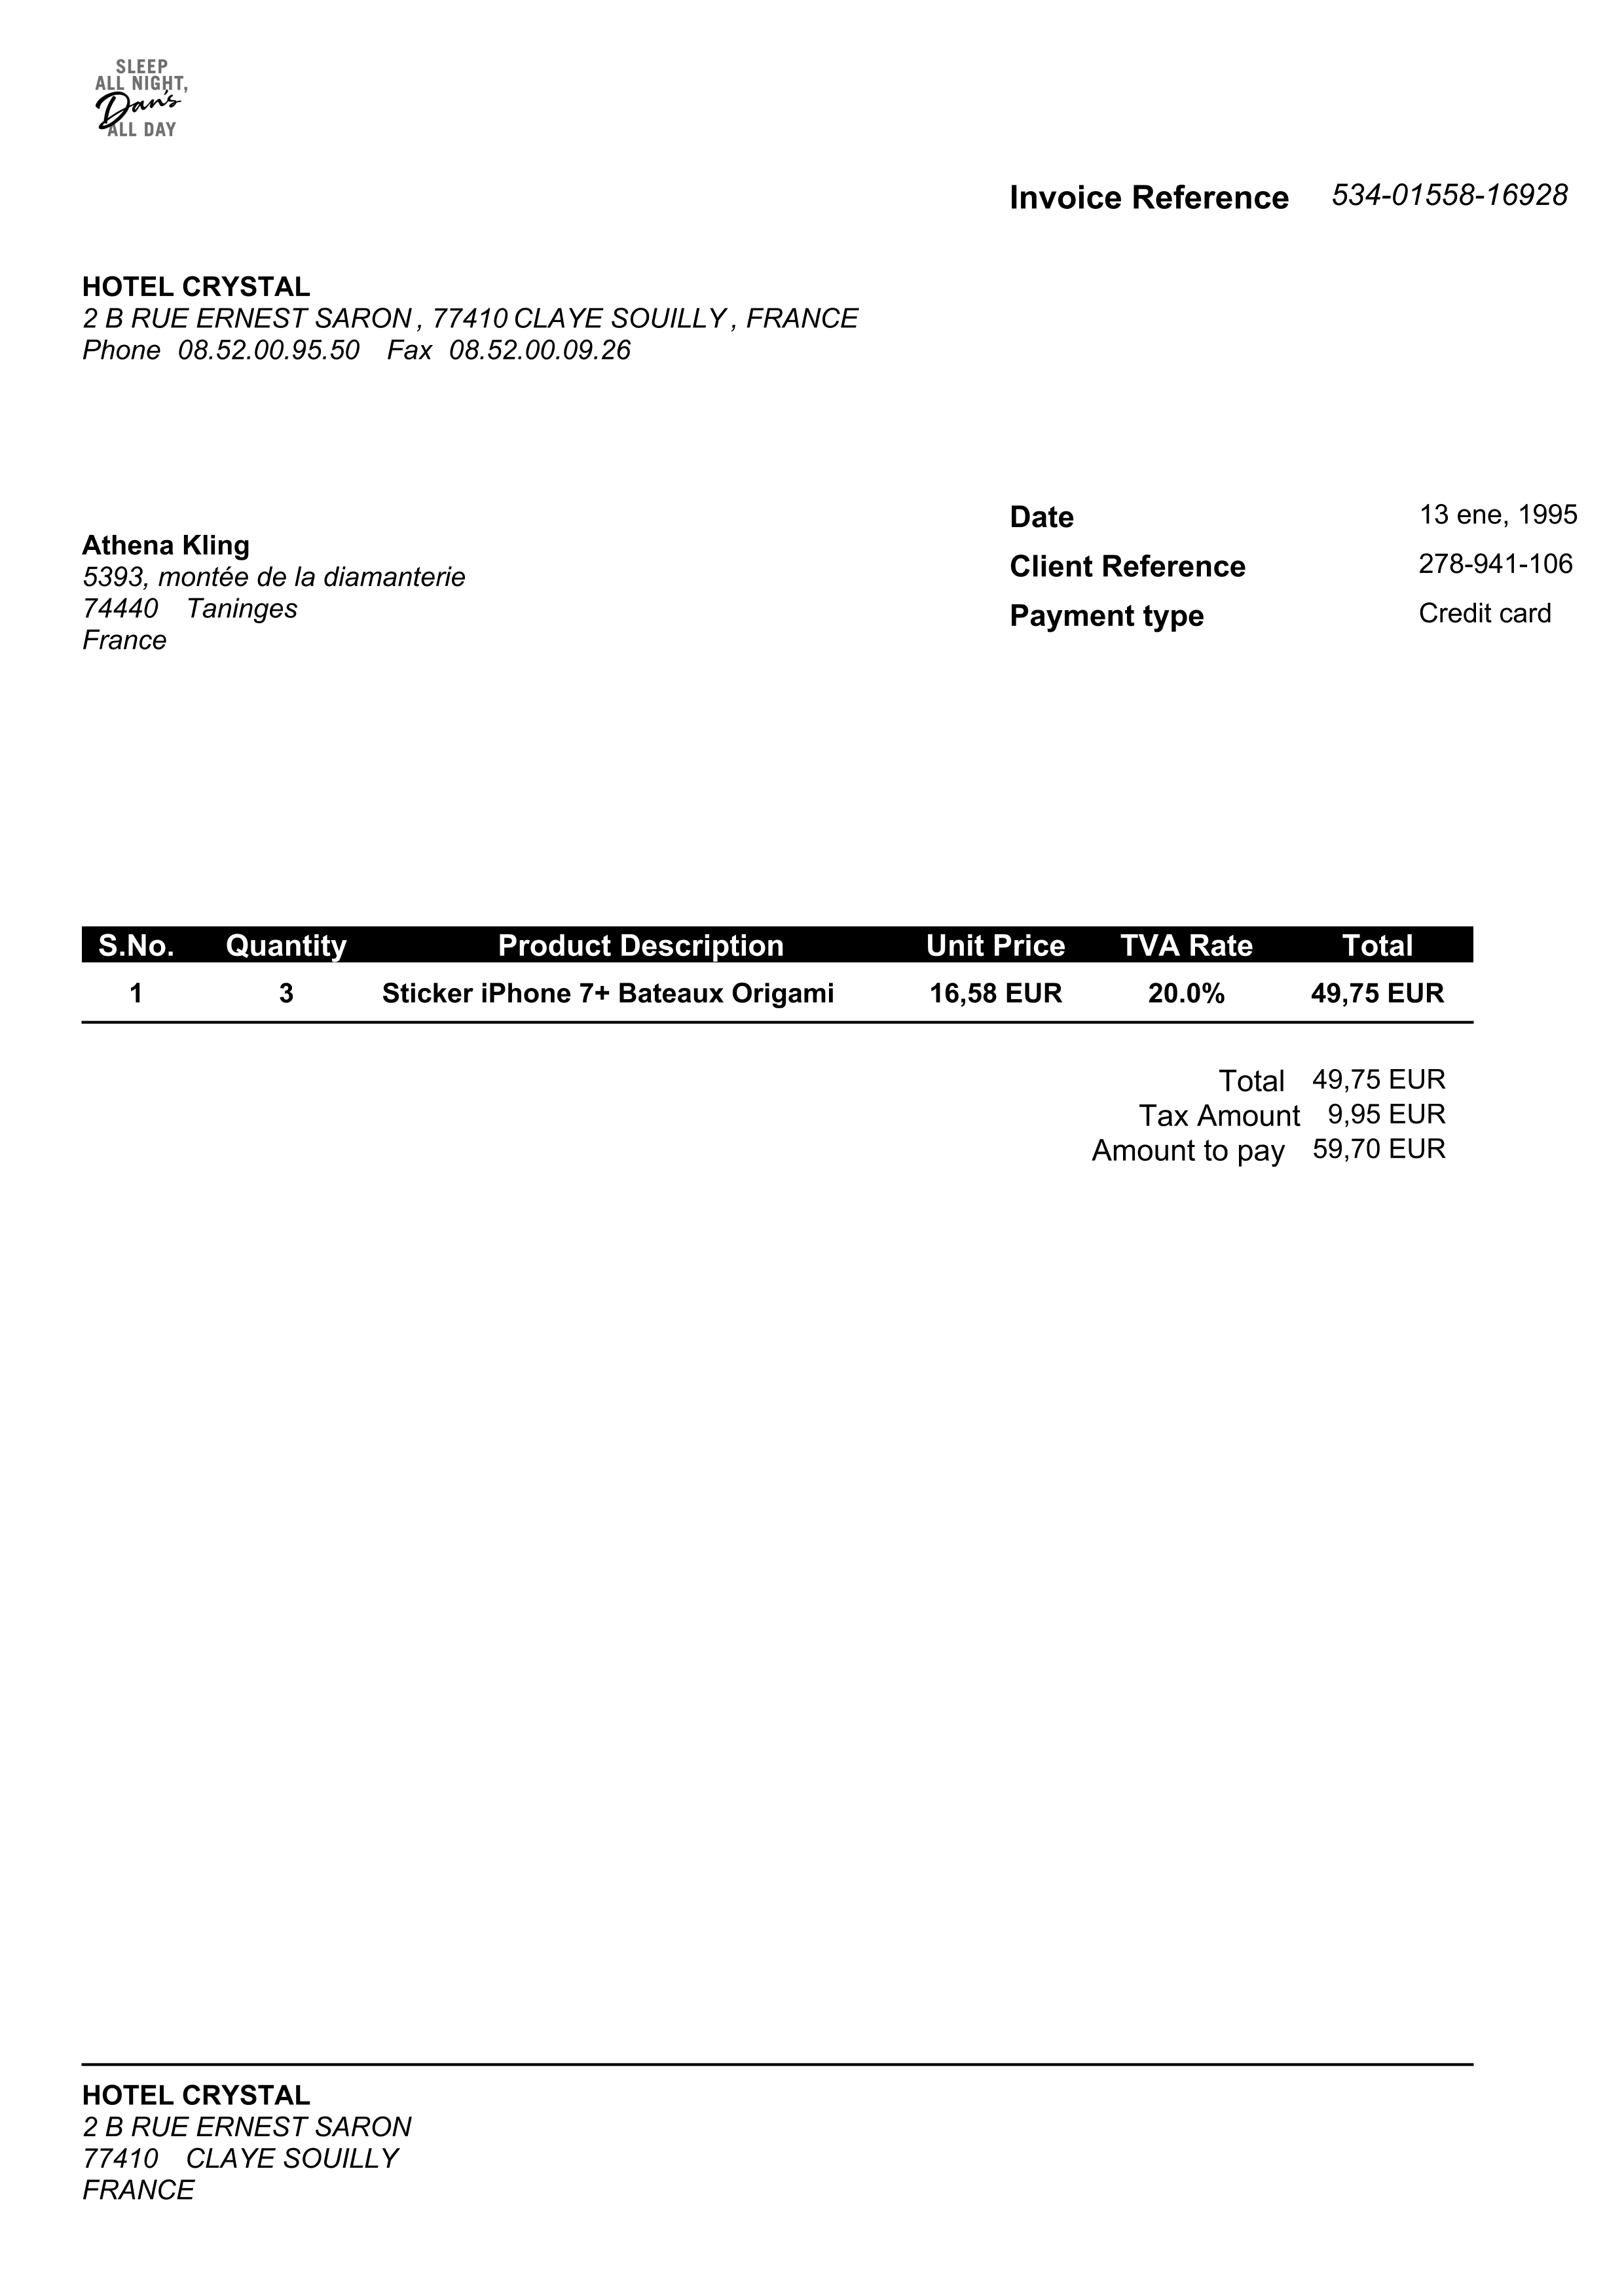 SLEEP
ALL NIGHT,
Dan's
ALL DAY
Invoice Reference 534-01558-16928
HOTEL CRYSTAL
2 B RUE ERNEST SARON , 77410 CLAYE SOUILLY , FRANCE
Phone 08.52.00.95.50 Fax 08.52.00.09.26
Date 13 ene, 1995
Client Reference 278-941-106
Payment type Credit card
Athena Kling
5393, montée de la diamanterie
74440 Taninges
France
S.No. Quantity Product Description Unit Price TVA Rate Total
1 3 Sticker iPhone 7+ Bateaux Origami 16,58 EUR 20.0% 49,75 EUR
Total 49,75 EUR
Tax Amount 9,95 EUR
Amount to pay 59,70 EUR
HOTEL CRYSTAL
2 B RUE ERNEST SARON
77410 CLAYE SOUILLY
FRANCE